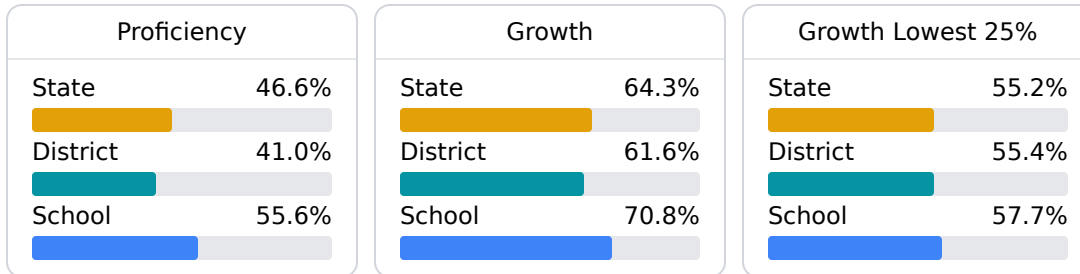 Proficiency
State 46.6%
District 41.0%
School 55.6%
Growth
State 64.3%
District 61.6%
School 70.8%
Growth Lowest 25%
State 55.2%
District 55.4%
School 57.7%